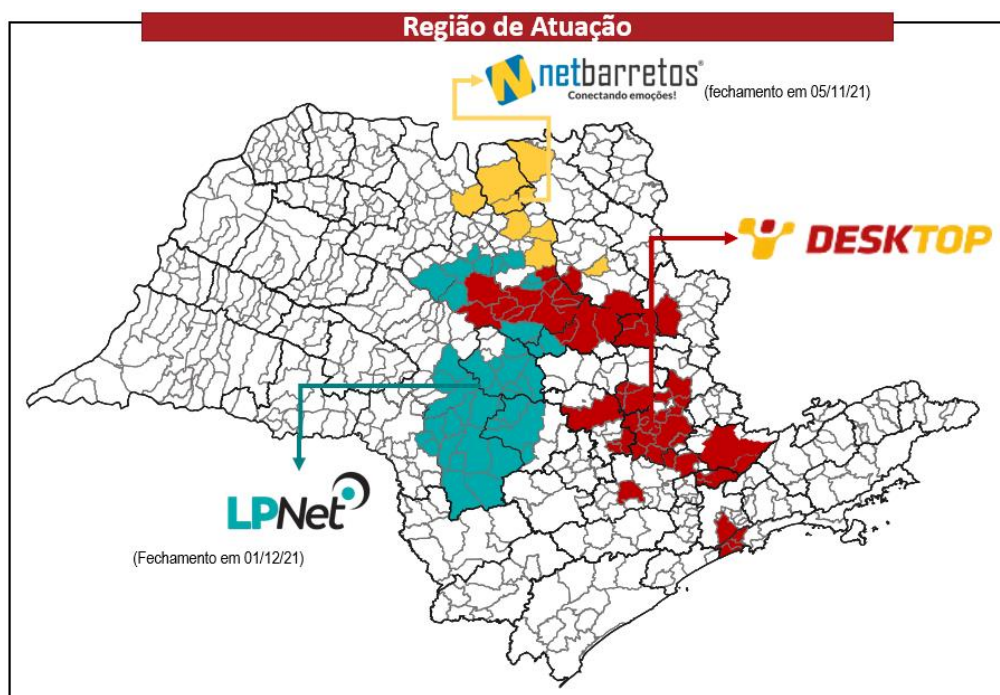 Região de Atuação
netbarretos®
Conectando emoções!
(fechamento em 05/11/21)
DESKTOP
LPNet
(Fechamento em 01/12/21)